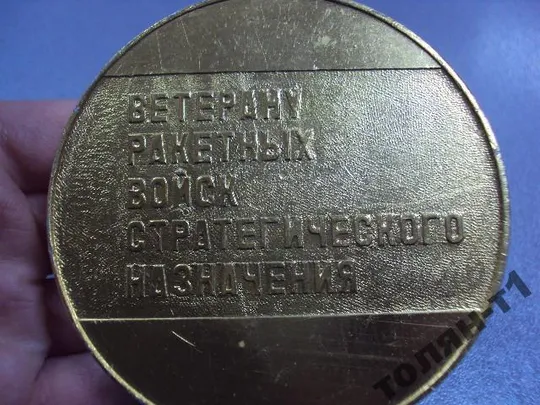 ВЕТЕРАНУ
РАКЕТНЫХ
ВОЙСК
СТРАТЕГИЧЕСКОГО
НАЗНАЧЕНИЯ
ТОЛЯН-Т1